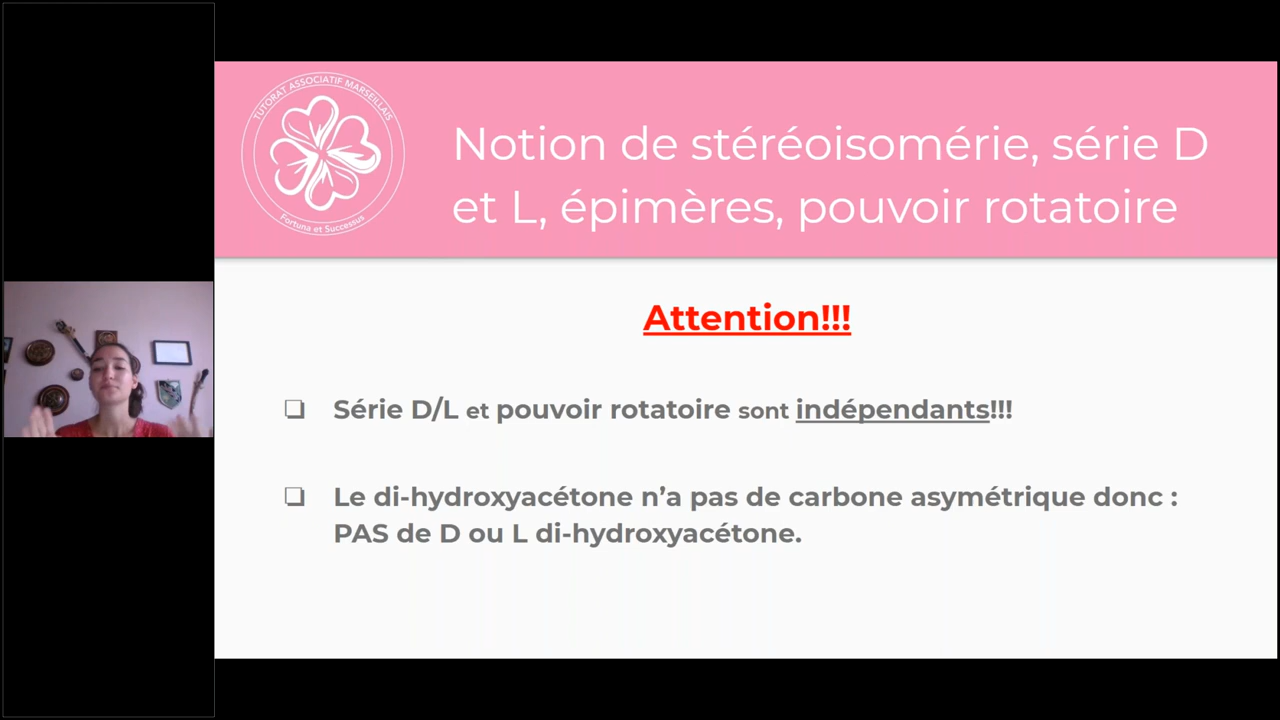 TUTORAT ASSOCIATIF MARSEILLAIS
Fortuna et Successus
Notion de stéréoisomérie, série D
et L, épimères, pouvoir rotatoire
Attention!!!
❏ Série D/L et pouvoir rotatoire sont indépendants!!!
❏ Le di-hydroxyacétone n’a pas de carbone asymétrique donc :
PAS de D ou L di-hydroxyacétone.